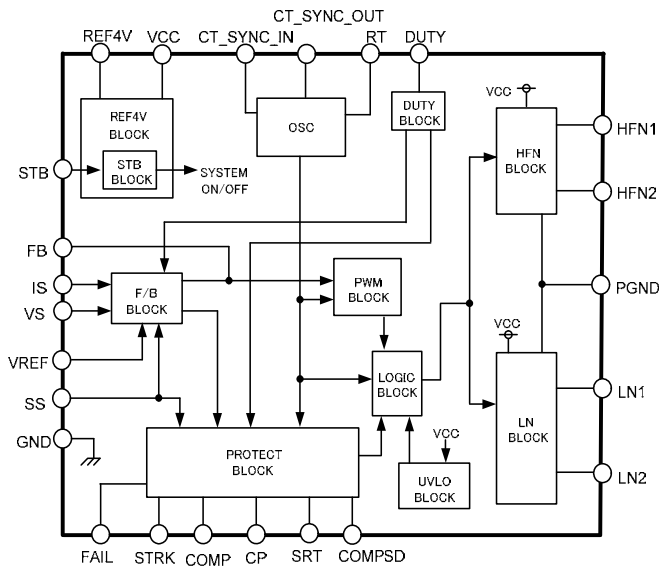 CT_SYNC_OUT
REF4V VCC CT_SYNC_IN RT DUTY
REF4V
BLOCK
STB
BLOCK
SYSTEM
ON/OFF
OSC
DUTY
BLOCK
VCC
HFN
BLOCK
HFN1
HFN2
STB
FB
IS
VS
VREF
SS
GND
F/B
BLOCK
PWM
BLOCK
LOGIC
BLOCK
PGND
VCC
LN
BLOCK
LN1
LN2
PROTECT
BLOCK
VCC
UVLO
BLOCK
FAIL STRK COMP CP SRT COMPSD